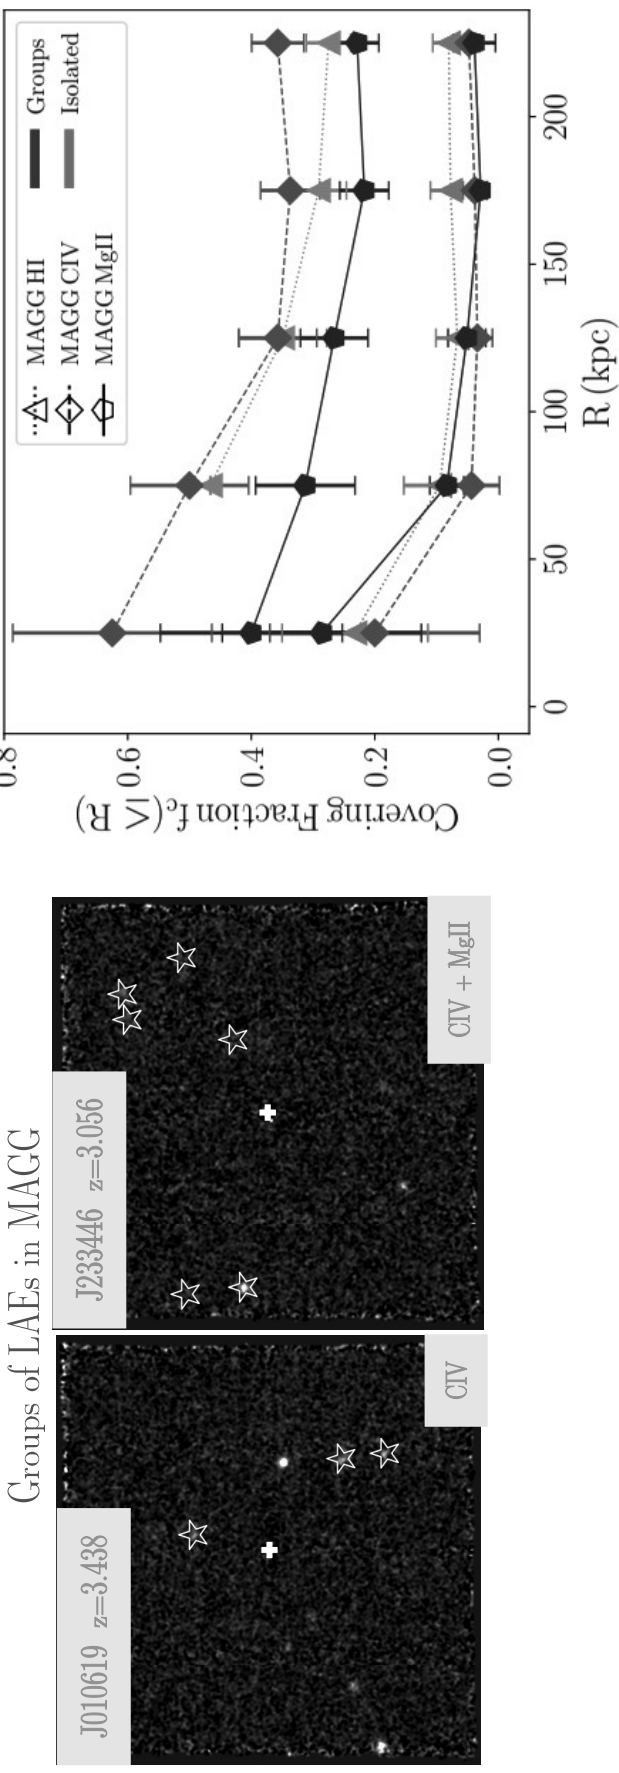 Groups of LAEs in MAGG
J010619 z=3.438
CIV
J233446 z=3.056
CIV + MgII
MAGG HI
MAGG CIV
MAGG MgII
Groups
Isolated
Covering Fraction f_c(≤ R)
0.8
0.6
0.4
0.2
0.0
0
50
100
150
200
R (kpc)